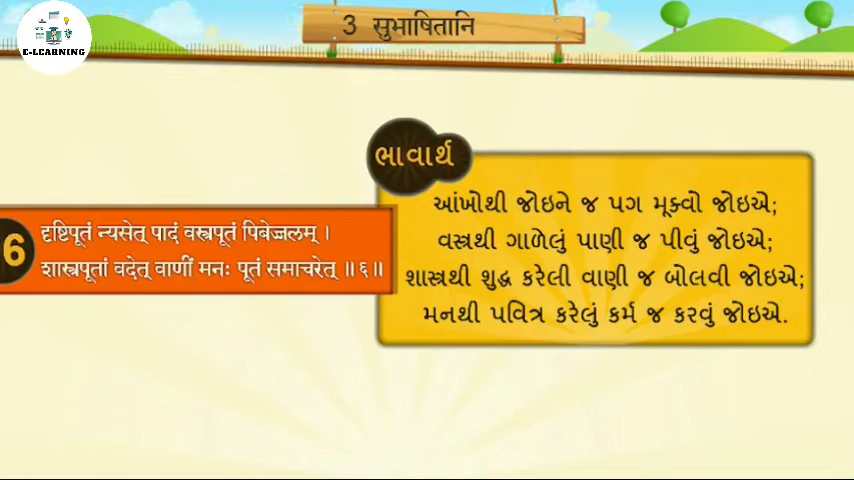 E-LEARNING
3 सुभाषितानि
ભાવાર્થ
6
दृष्टिपूतं न्यसेत् पादं वस्त्रपूतं पिबेज्जलम् ।
शास्त्रपूतां वदेत् वाणीं मनः पूतं समाचरेत् ॥६॥
આંખોથી જોઇને જ પગ મૂકવો જોઇએ;
વસ્ત્રથી ગાળેલું પાણી જ પીવું જોઇએ;
શાસ્ત્રથી શુદ્ધ કરેલી વાણી જ બોલવી જોઇએ;
મનથી પવિત્ર કરેલું કર્મ જ કરવું જોઇએ.